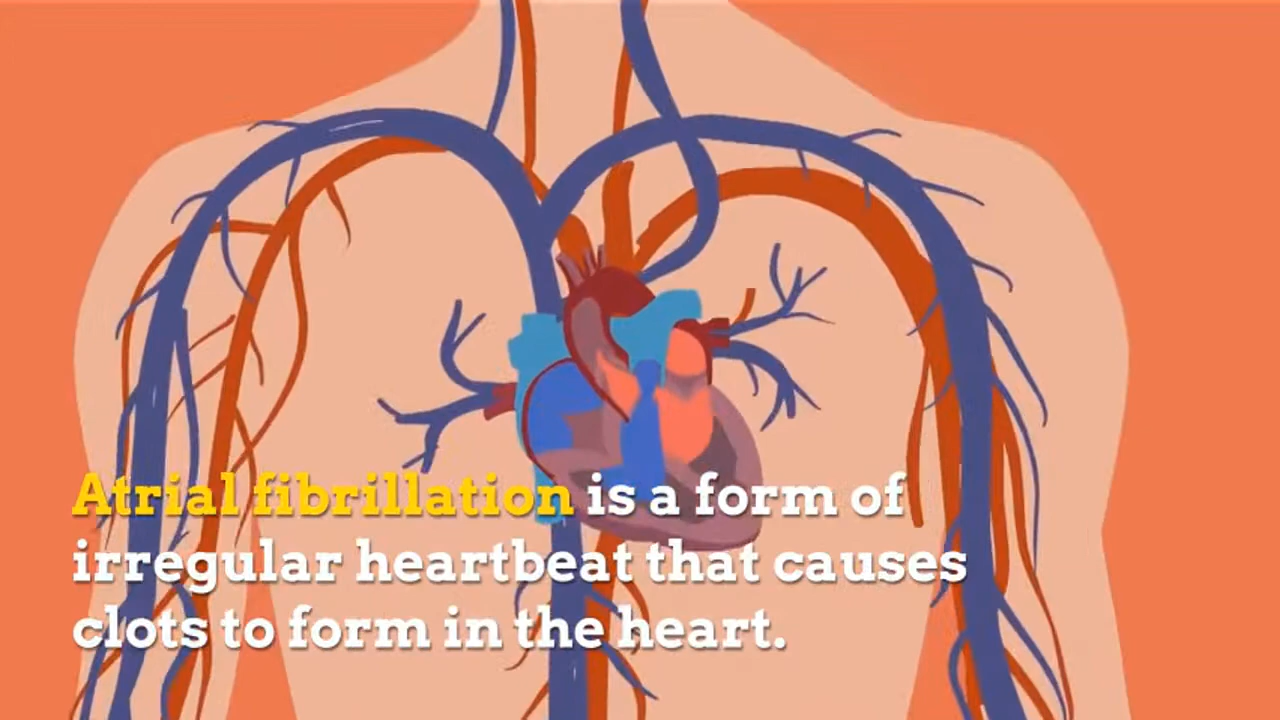 Atrial fibrillation is a form of
irregular heartbeat that causes
clots to form in the heart.